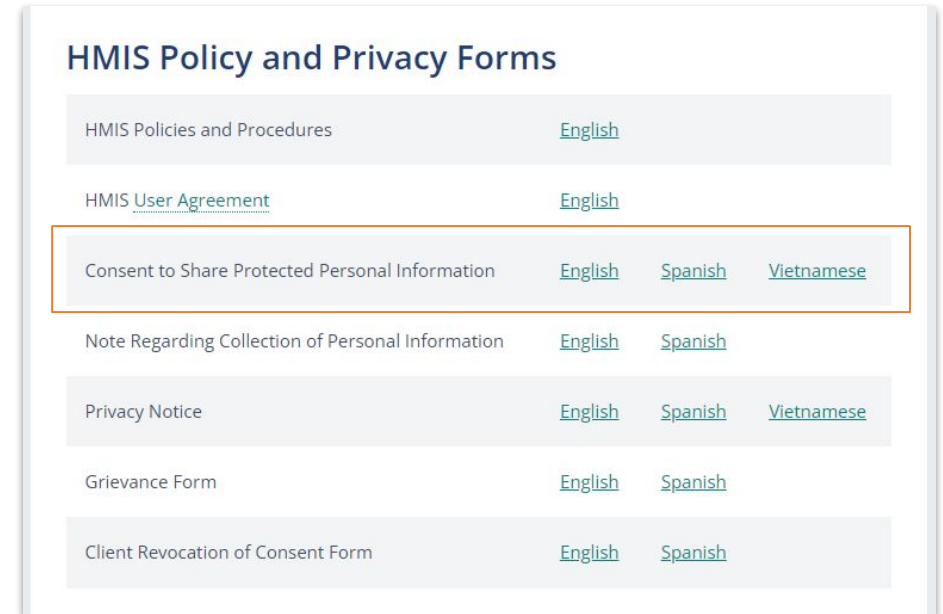 HMIS Policy and Privacy Forms
HMIS Policies and Procedures English
HMIS User Agreement English
Consent to Share Protected Personal Information English Spanish Vietnamese
Note Regarding Collection of Personal Information English Spanish
Privacy Notice English Spanish Vietnamese
Grievance Form English Spanish
Client Revocation of Consent Form English Spanish